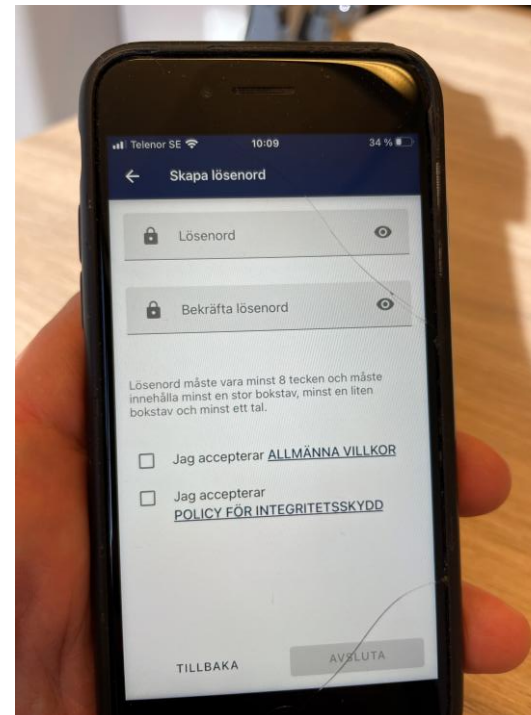 Telenor SE 10:09 34 %
Skapa lösenord
Lösenord
Bekräfta lösenord
Lösenord måste vara minst 8 tecken och måste
innehålla minst en stor bokstav, minst en liten
bokstav och minst ett tal.
Jag accepterar ALLMÄNNA VILLKOR
Jag accepterar
POLICY FÖR INTEGRITETSSKYDD
TILLBAKA AVSLUTA